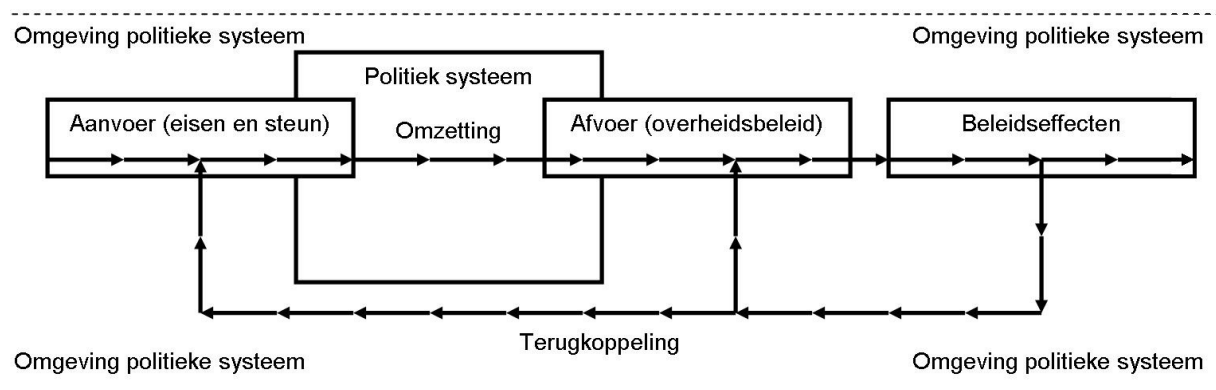 Omgeving politieke systeem
Omgeving politieke systeem
Politiek systeem
Aanvoer (eisen en steun)
Omzetting
Afvoer (overheidsbeleid)
Beleidseffecten
Terugkoppeling
Omgeving politieke systeem
Omgeving politieke systeem